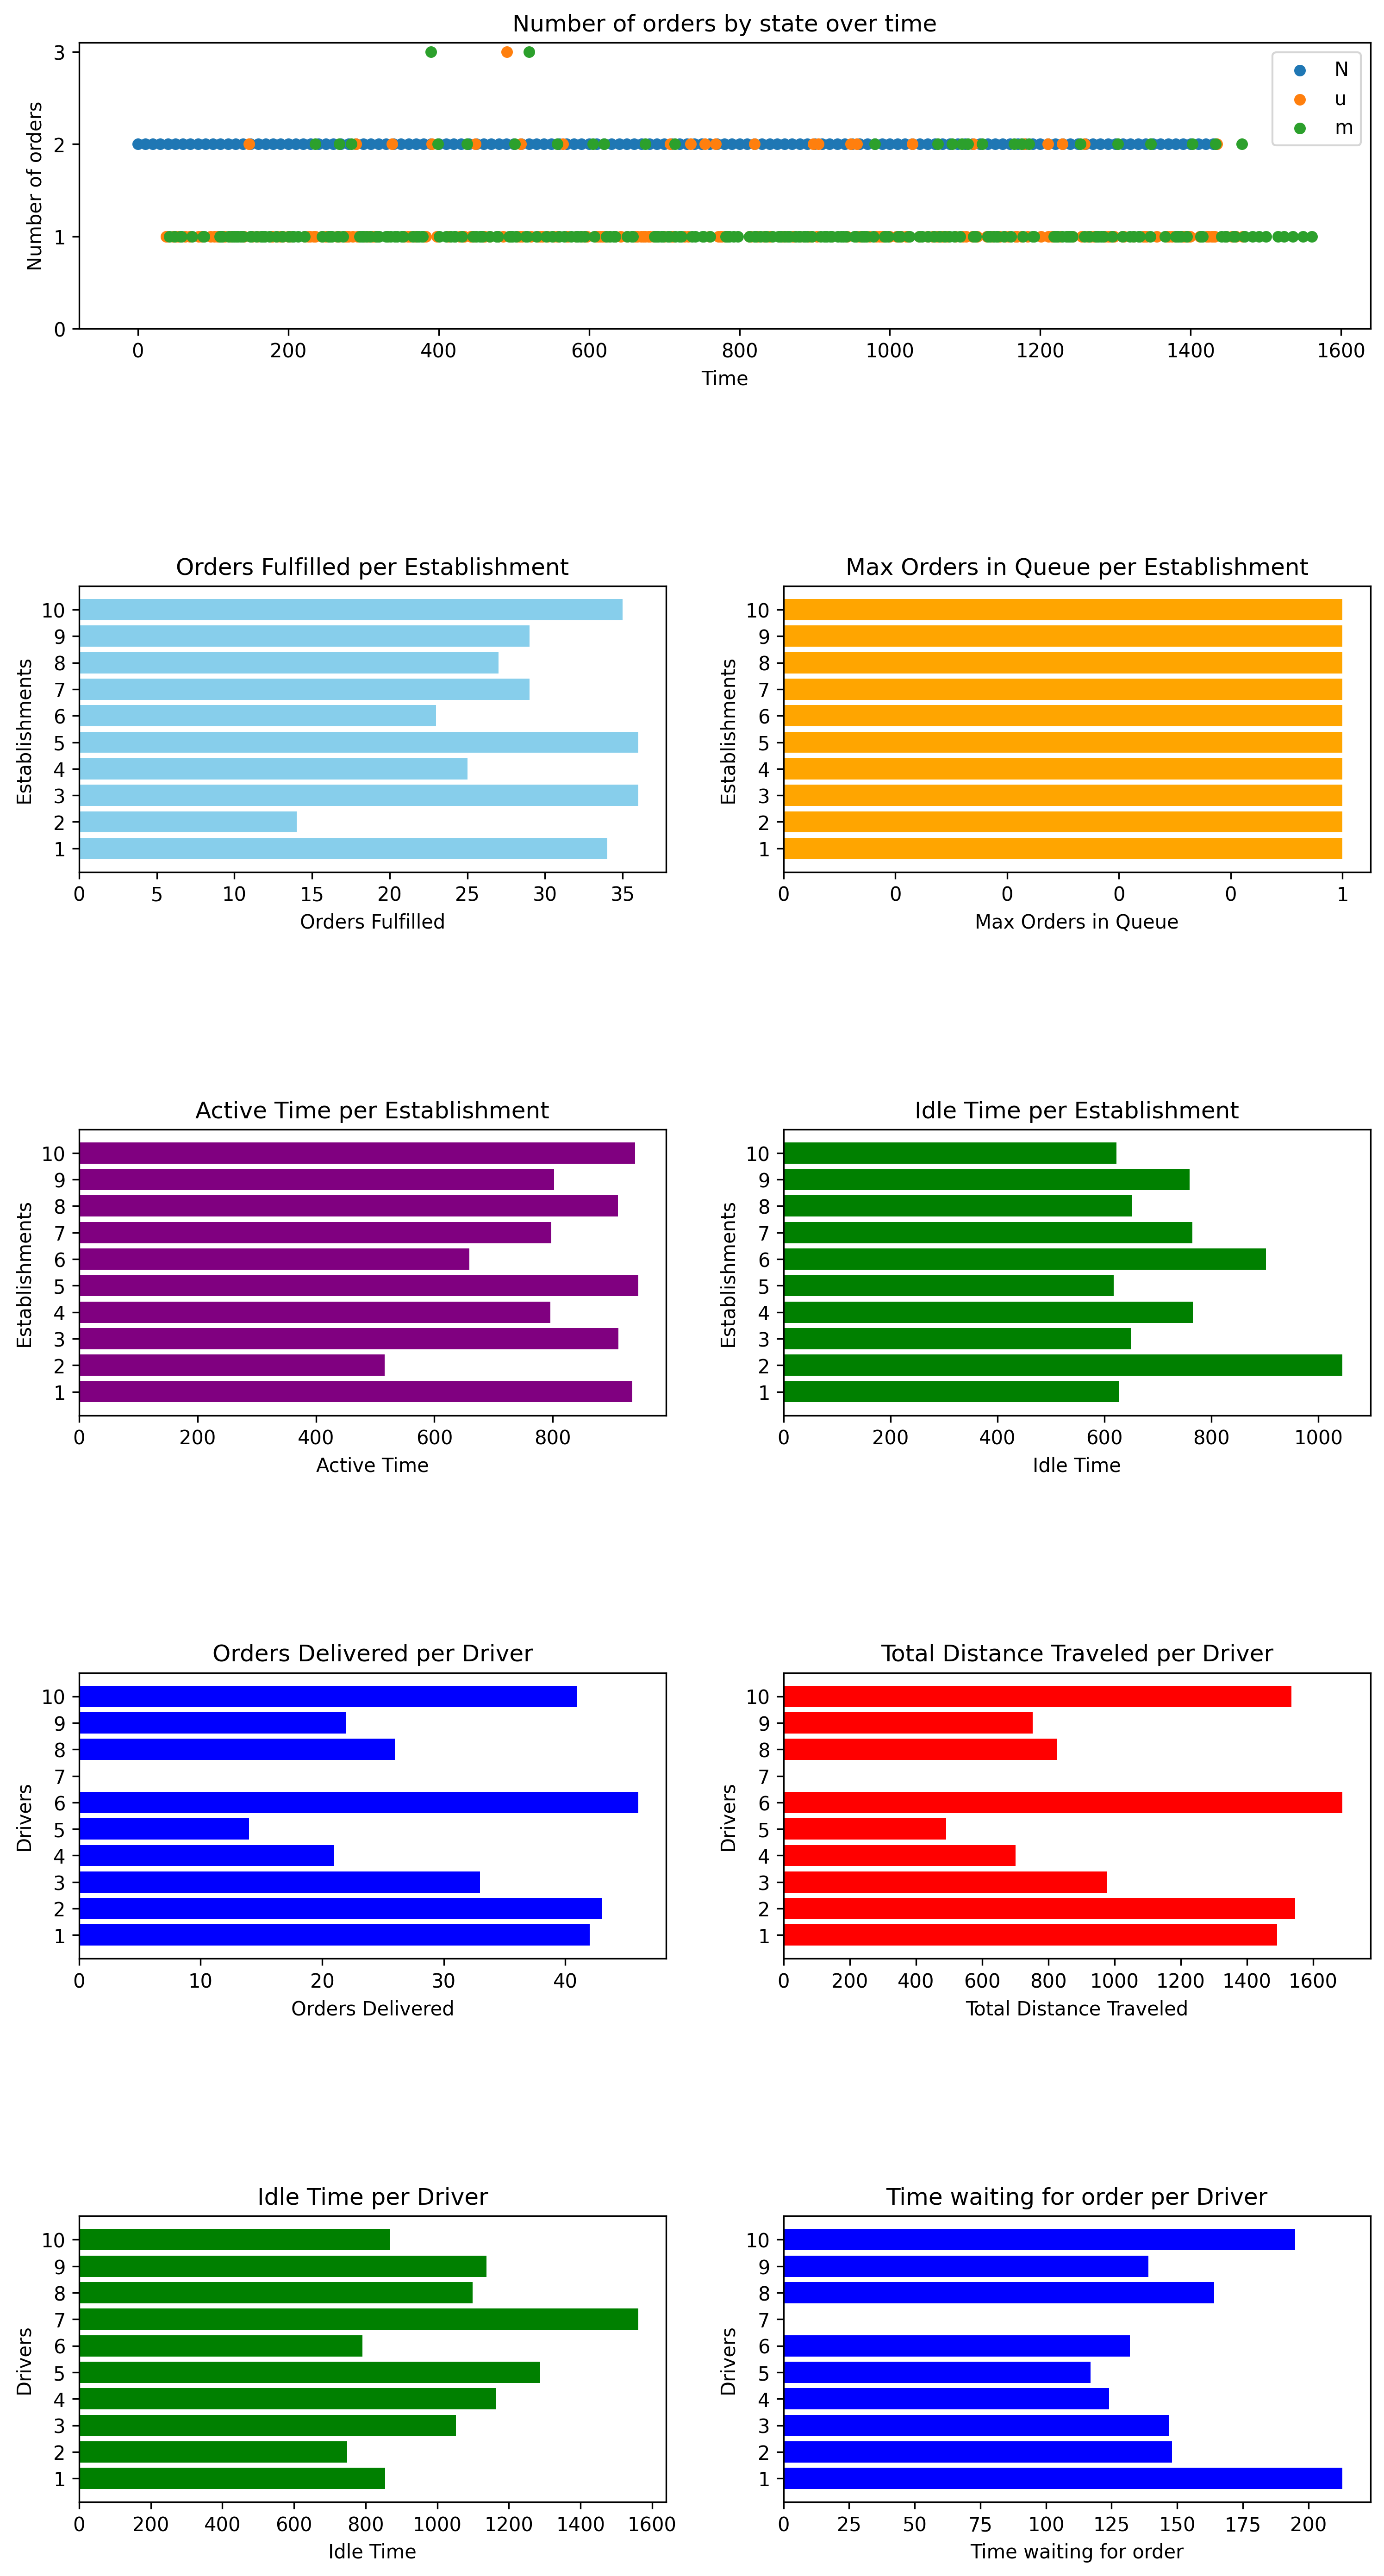 Number of orders by state over time
Number of orders
3
2
1
0
N
u
m
0 200 400 600 800 1000 1200 1400 1600
Time
Orders Fulfilled per Establishment
Establishments
10
9
8
7
6
5
4
3
2
1
0 5 10 15 20 25 30 35
Orders Fulfilled
Max Orders in Queue per Establishment
Establishments
10
9
8
7
6
5
4
3
2
1
0 0 0 0 0 1
Max Orders in Queue
Active Time per Establishment
Establishments
10
9
8
7
6
5
4
3
2
1
0 200 400 600 800
Active Time
Idle Time per Establishment
Establishments
10
9
8
7
6
5
4
3
2
1
0 200 400 600 800 1000
Idle Time
Orders Delivered per Driver
Drivers
10
9
8
7
6
5
4
3
2
1
0 10 20 30 40
Orders Delivered
Total Distance Traveled per Driver
Drivers
10
9
8
7
6
5
4
3
2
1
0 200 400 600 800 1000 1200 1400 1600
Total Distance Traveled
Idle Time per Driver
Drivers
10
9
8
7
6
5
4
3
2
1
0 200 400 600 800 1000 1200 1400 1600
Idle Time
Time waiting for order per Driver
Drivers
10
9
8
7
6
5
4
3
2
1
0 25 50 75 100 125 150 175 200
Time waiting for order